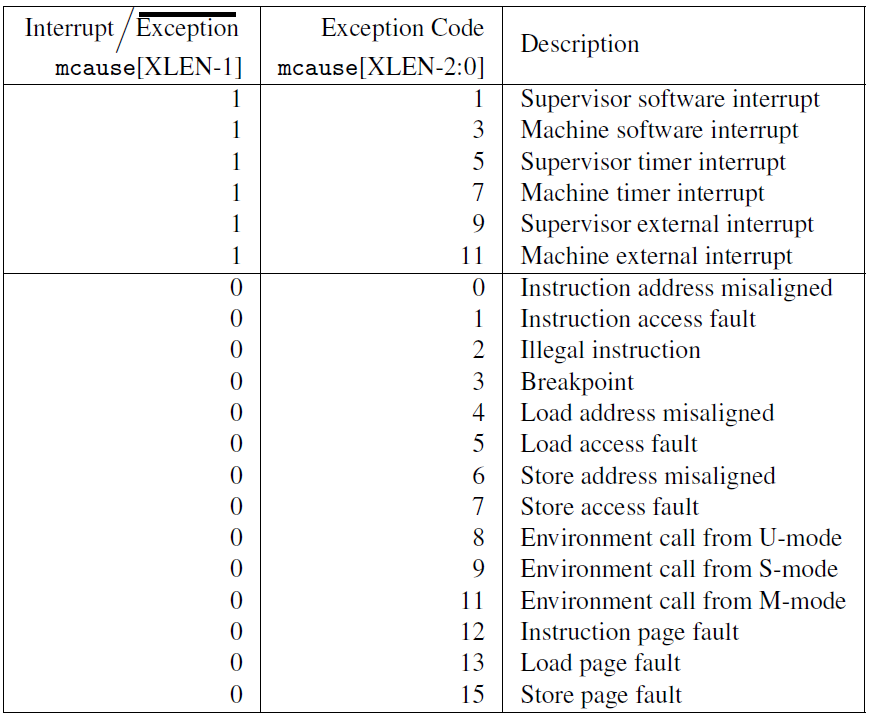 Interrupt / Exception Exception Code Description
mcause[XLEN-1] mcause[XLEN-2:0]
1 1 Supervisor software interrupt
1 3 Machine software interrupt
1 5 Supervisor timer interrupt
1 7 Machine timer interrupt
1 9 Supervisor external interrupt
1 11 Machine external interrupt
0 0 Instruction address misaligned
0 1 Instruction access fault
0 2 Illegal instruction
0 3 Breakpoint
0 4 Load address misaligned
0 5 Load access fault
0 6 Store address misaligned
0 7 Store access fault
0 8 Environment call from U-mode
0 9 Environment call from S-mode
0 11 Environment call from M-mode
0 12 Instruction page fault
0 13 Load page fault
0 15 Store page fault